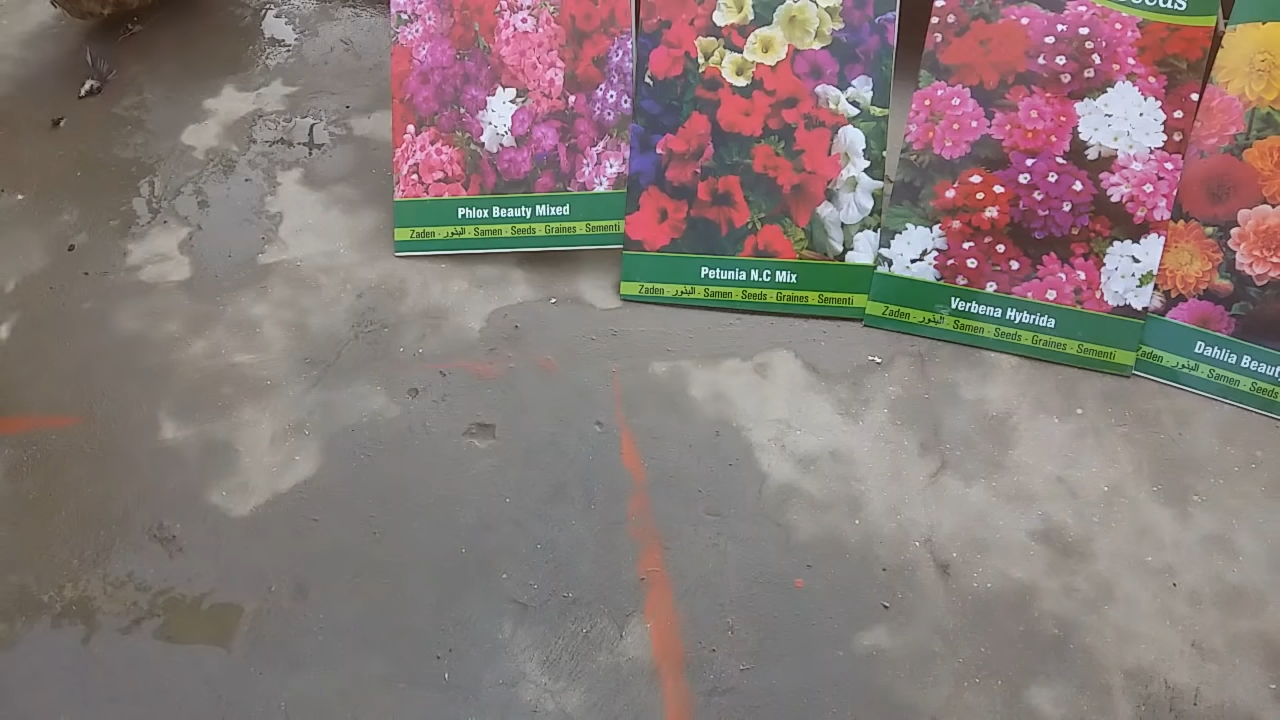 Seeds
Phlox Beauty Mixed
Zaden - البذور - Samen - Seeds - Graines - Sementi
Petunia N.C Mix
Zaden - البذور - Samen - Seeds - Graines - Sementi
Verbena Hybrida
Zaden - البذور - Samen - Seeds - Graines - Sementi
Dahlia Beaut
Zaden - البذور - Samen - Seeds